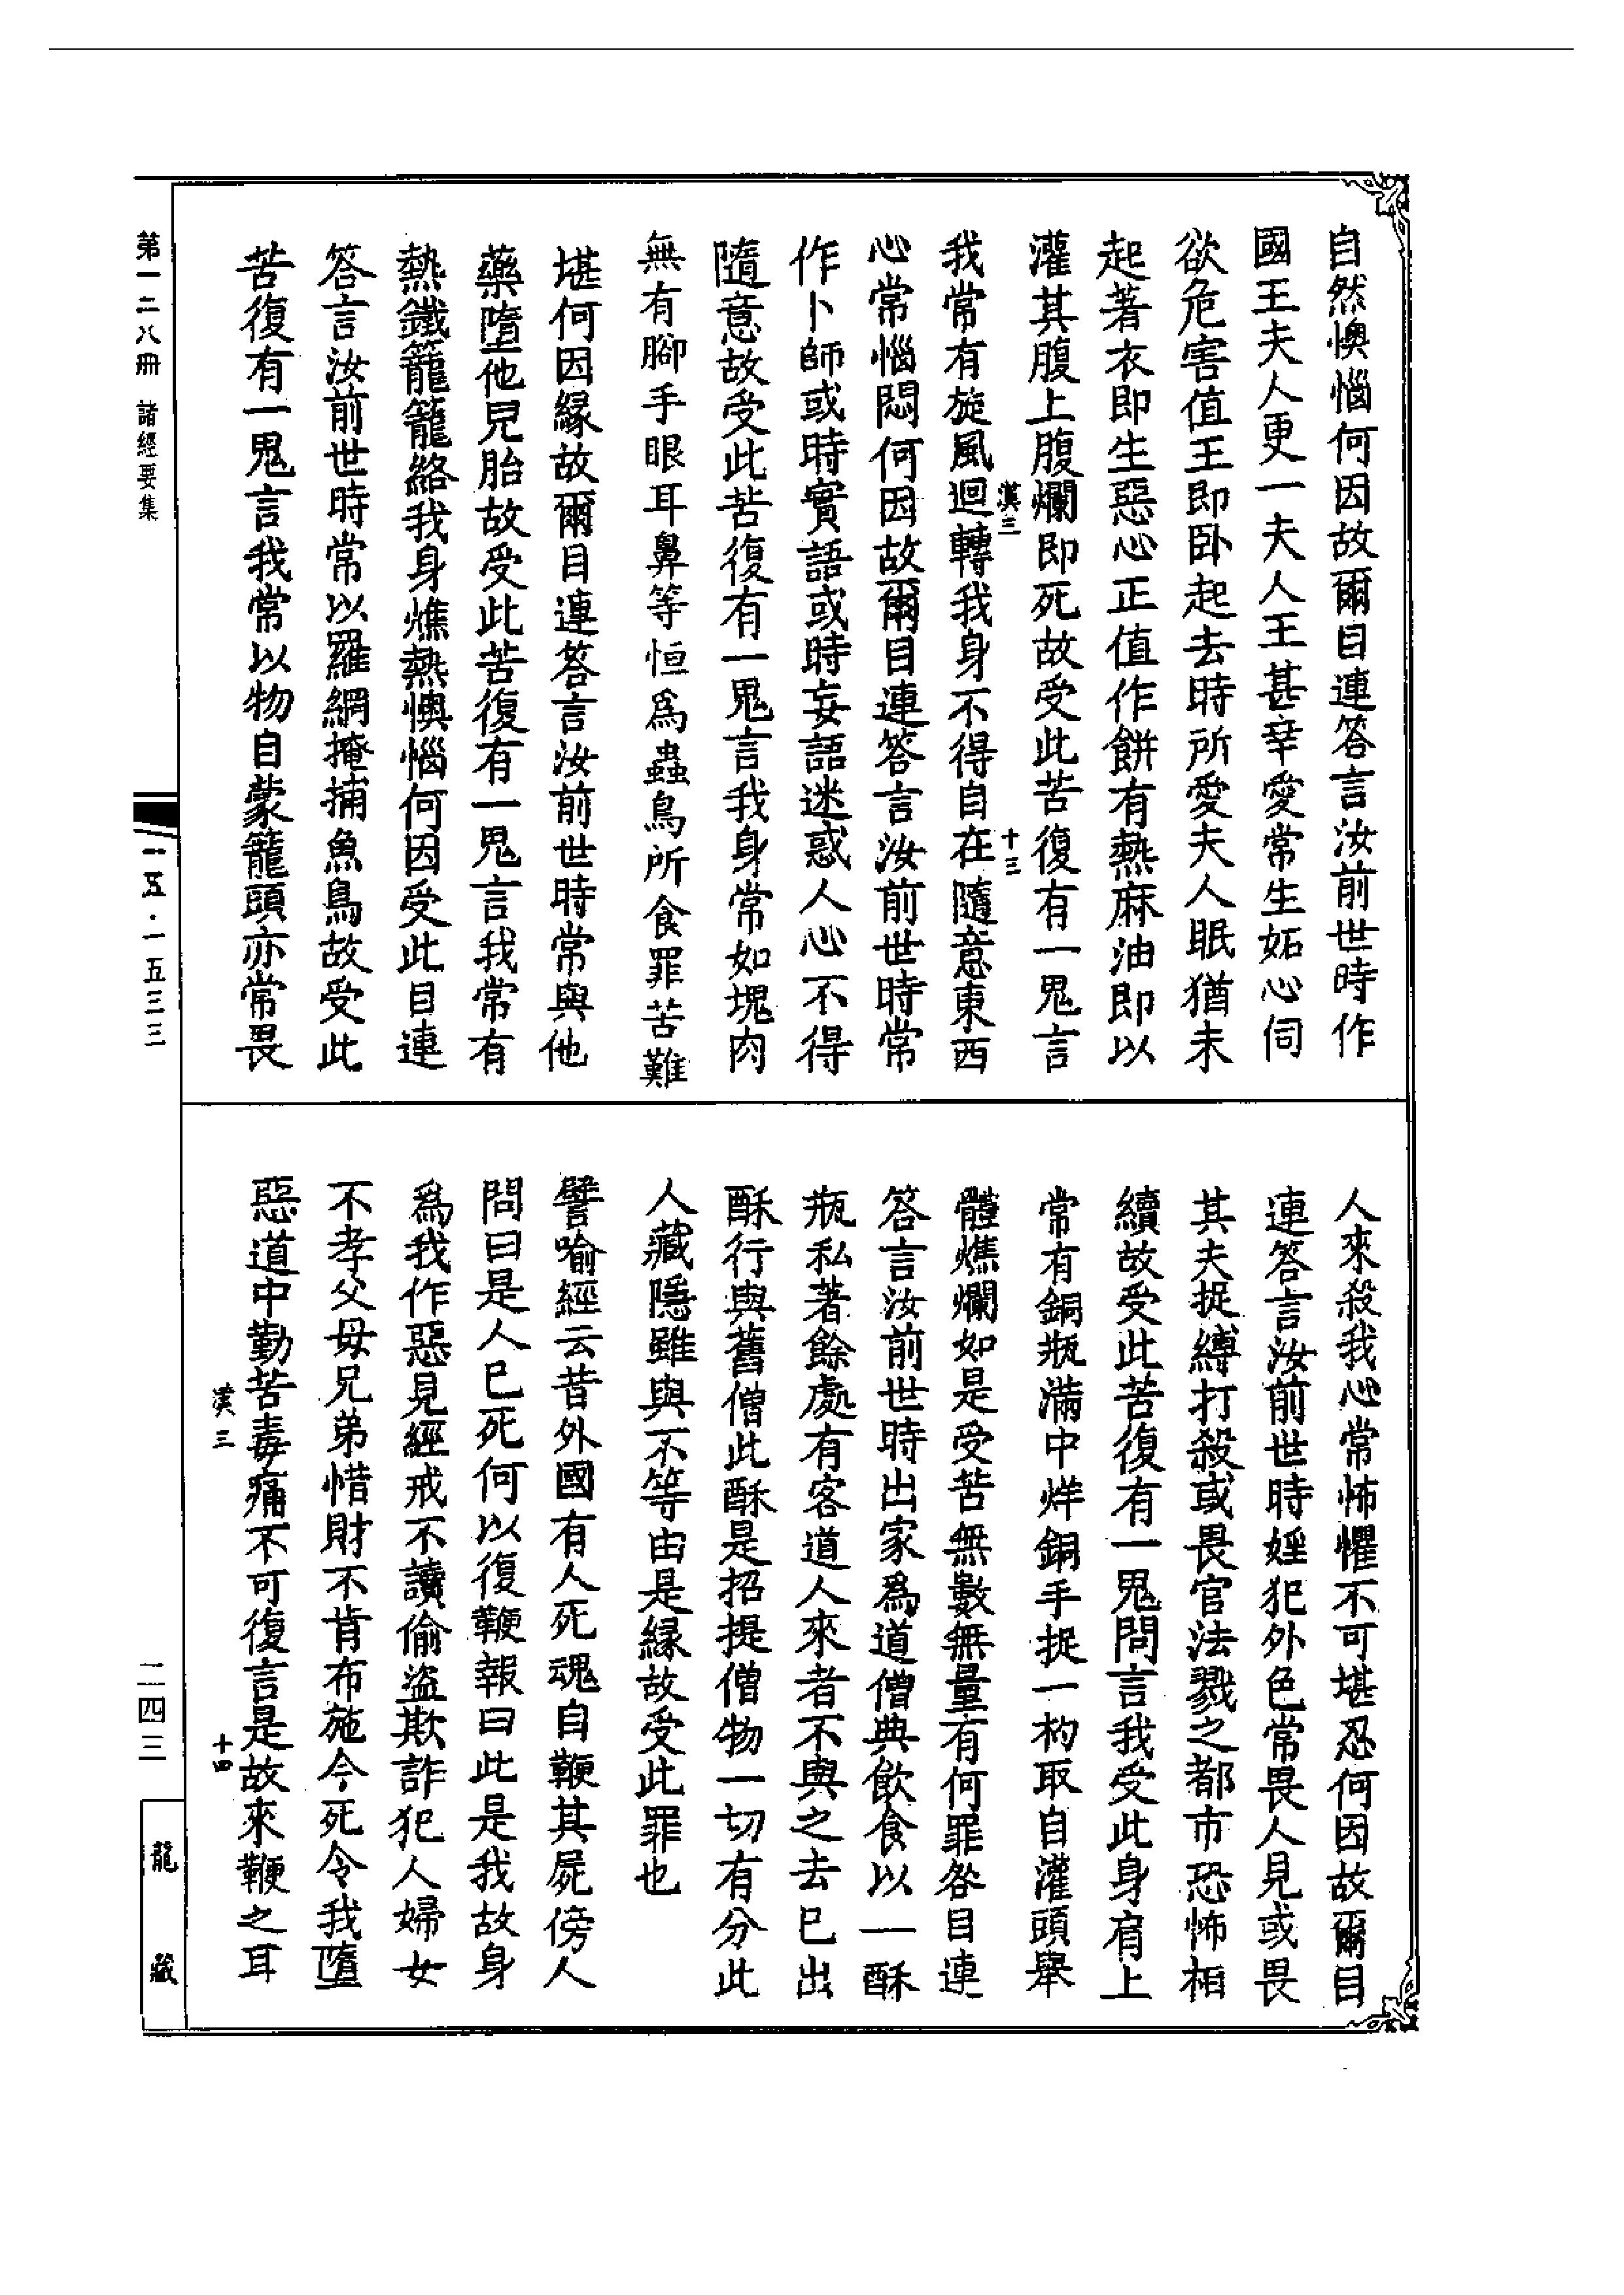 自然懊惱何因故爾目連答言汝前世時作
國王夫人更一夫人王甚幸愛常生妬心伺
欲危害值王即卧起去時所愛夫人眠猶未
起著衣即生惡心正值作餅有熱麻油即以
灌其腹上腹爛即死故受此苦復有一鬼言
漢三
十三
我常有旋風迴轉我身不得自在隨意東西
心常惱悶何因故爾目連答言汝前世時常
作卜師或時實語或時妄語迷惑人心不得
隨意故受此苦復有一鬼言我身常如塊肉
無有腳手眼耳鼻等恒爲蟲鳥所食罪苦難
堪何因緣故爾目連答言汝前世時常與他
藥墮他兒胎故受此苦復有一鬼言我常有
熱鐵籠籠絡我身燋熱懊惱何因受此目連
答言汝前世時常以羅網掩捕魚鳥故受此
苦復有一鬼言我常以物自蒙籠頭亦常畏
人來殺我心常怖懼不可堪忍何因故爾目
連答言汝前世時婬犯外色常畏人見或畏
其夫捉縛打殺或畏官法戮之都市恐怖相
續故受此苦復有一鬼問言我受此身肩上
常有銅瓶滿中烊銅手捉一杓取自灌頭舉
體燋爛如是受苦無數無量有何罪咎目連
答言汝前世時出家爲道僧典飲食以一酥
瓶私著餘處有客道人來者不與之去已出
酥行與舊僧此酥是招提僧物一切有分此
人藏隱雖與不等由是緣故受此罪也
譬喻經云昔外國有人死魂自鞭其屍傍人
問曰是人已死何以復鞭報曰此是我故身
爲我作惡見經戒不讀偷盜欺詐犯人婦女
不孝父母兄弟惜財不肯布施今死令我墮
惡道中勤苦毒痛不可復言是故來鞭之耳
漢三
十四
第一二八冊 諸經要集
一五·一五三三
二四三
龍藏